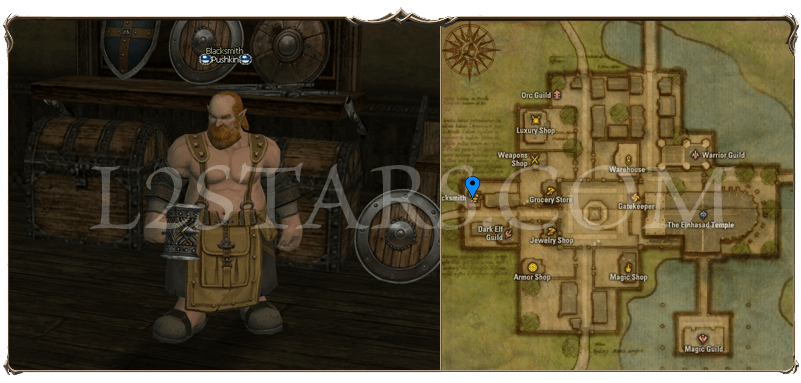 Blacksmith
Pushkin
L2STARS.COM
Orc Guild
Luxury Shop
Weapons
Shop
Warehouse
Warrior Guild
cksmith
Grocery Store
Gatekeeper
Dark Elf
Guild
Jewelry Shop
The Einhasad Temple
Armor Shop
Magic Shop
Magic Guild